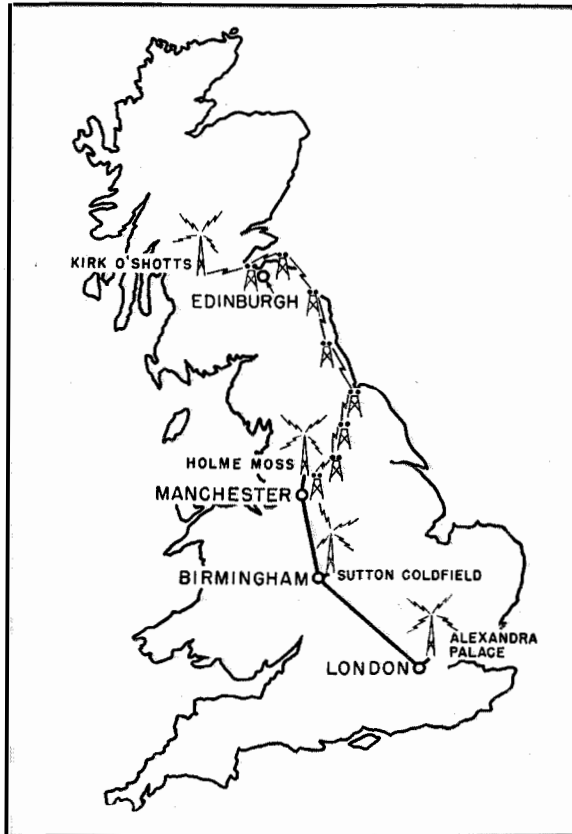 KIRK O'SHOTTS
EDINBURGH
HOLME MOSS
MANCHESTER
BIRMINGHAM
SUTTON COLDFIELD
ALEXANDRA
PALACE
LONDON